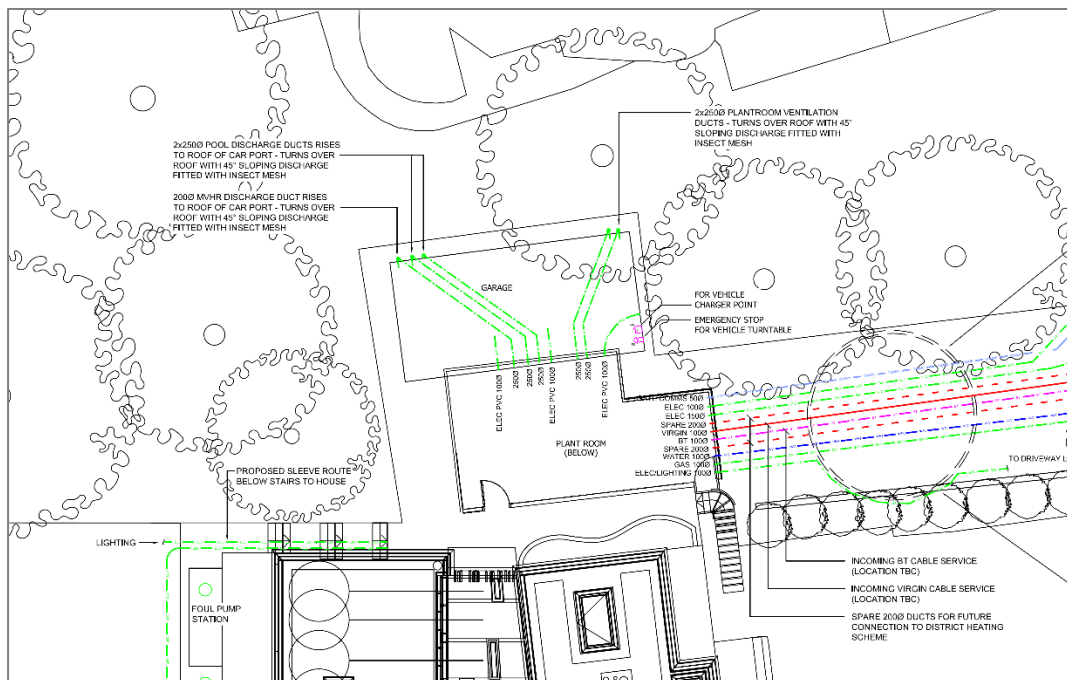 2x250Ø POOL DISCHARGE DUCTS RISES
TO ROOF OF CAR PORT - TURNS OVER
ROOF WITH 45° SLOPING DISCHARGE
FITTED WITH INSECT MESH
200Ø MVHR DISCHARGE DUCT RISES
TO ROOF OF CAR PORT - TURNS OVER
ROOF WITH 45° SLOPING DISCHARGE
FITTED WITH INSECT MESH
2x250Ø PLANTROOM VENTILATION
DUCTS - TURNS OVER ROOF WITH 45°
SLOPING DISCHARGE FITTED WITH
INSECT MESH
GARAGE
FOR VEHICLE
CHARGER POINT
EMERGENCY STOP
FOR VEHICLE TURNTABLE
ELEC PVC 100Ø
250Ø
250Ø
250Ø
ELEC PVC 100Ø
250Ø
250Ø
ELEC PVC 100Ø
COMMS 50Ø
ELEC 100Ø
ELEC 150Ø
SPARE 200Ø
VIRGIN 100Ø
BT 100Ø
SPARE 200Ø
WATER 100Ø
GAS 100Ø
ELEC/LIGHTING 100Ø
PLANT ROOM
(BELOW)
TO DRIVEWAY
PROPOSED SLEEVE ROUTE
BELOW STAIRS TO HOUSE
LIGHTING
FOUL PUMP
STATION
INCOMING BT CABLE SERVICE
(LOCATION TBC)
INCOMING VIRGIN CABLE SERVICE
(LOCATION TBC)
SPARE 200Ø DUCTS FOR FUTURE
CONNECTION TO DISTRICT HEATING
SCHEME